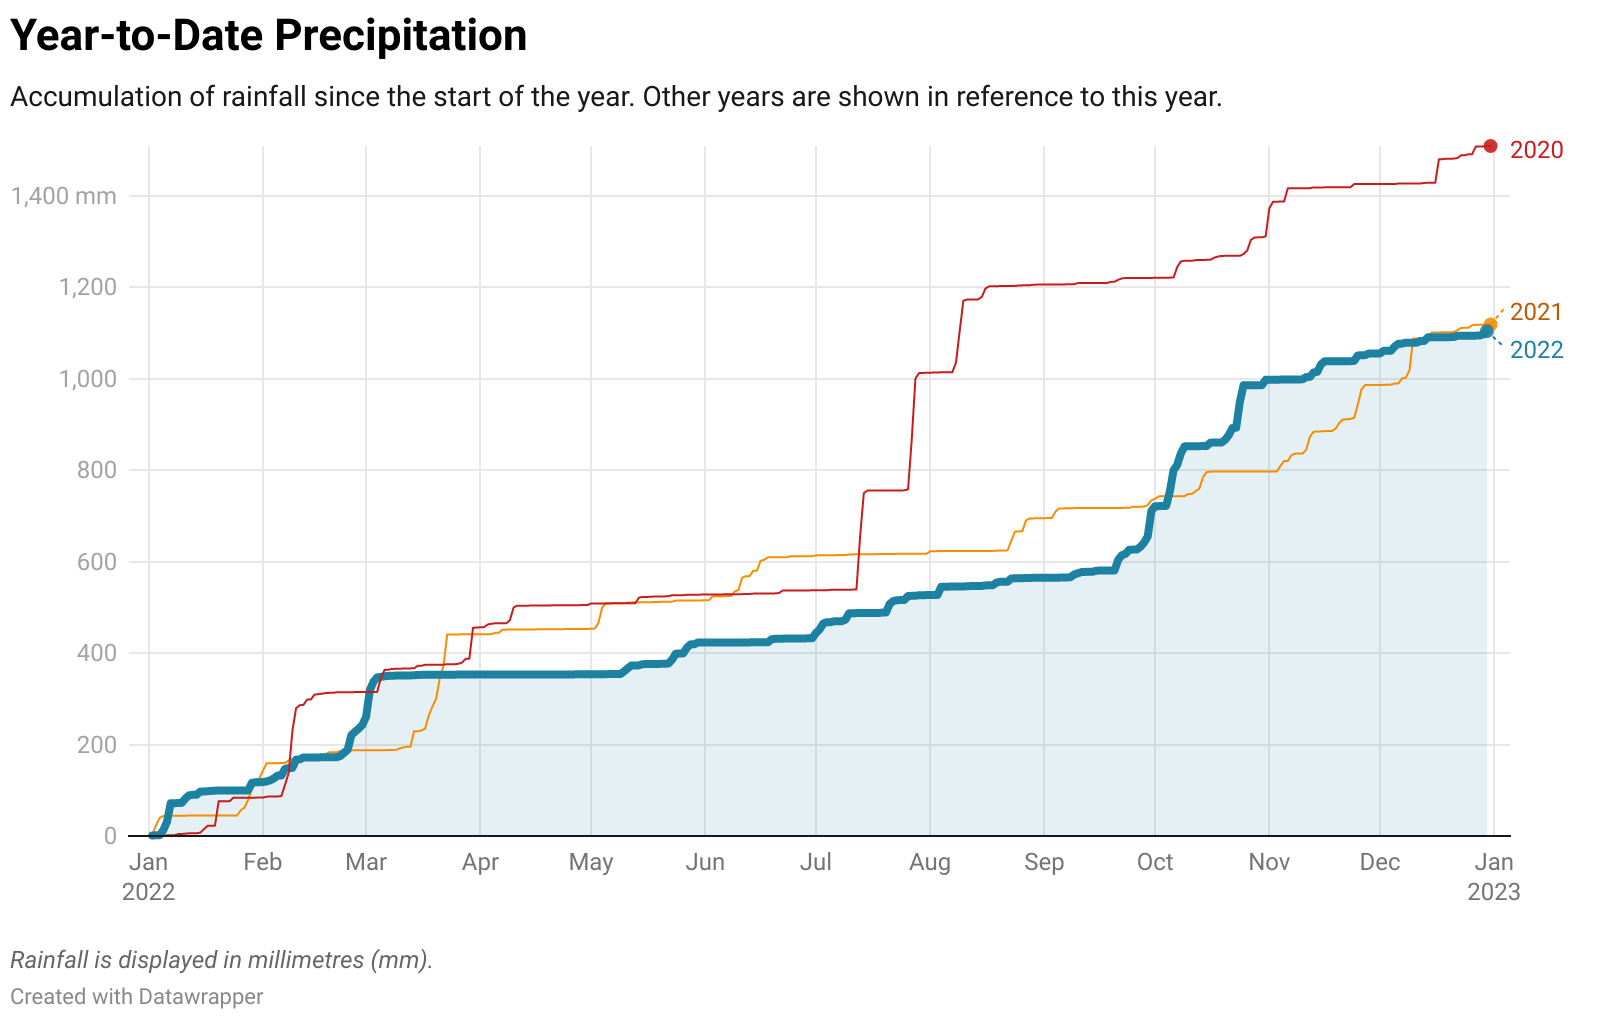 Year-to-Date Precipitation
Accumulation of rainfall since the start of the year. Other years are shown in reference to this year.
2020
1,400 mm
1,200
2021
2022
1,000
800
600
400
200
0
Jan Feb Mar Apr May Jun Jul Aug Sep Oct Nov Dec Jan
2022 2023
Rainfall is displayed in millimetres (mm).
Created with Datawrapper